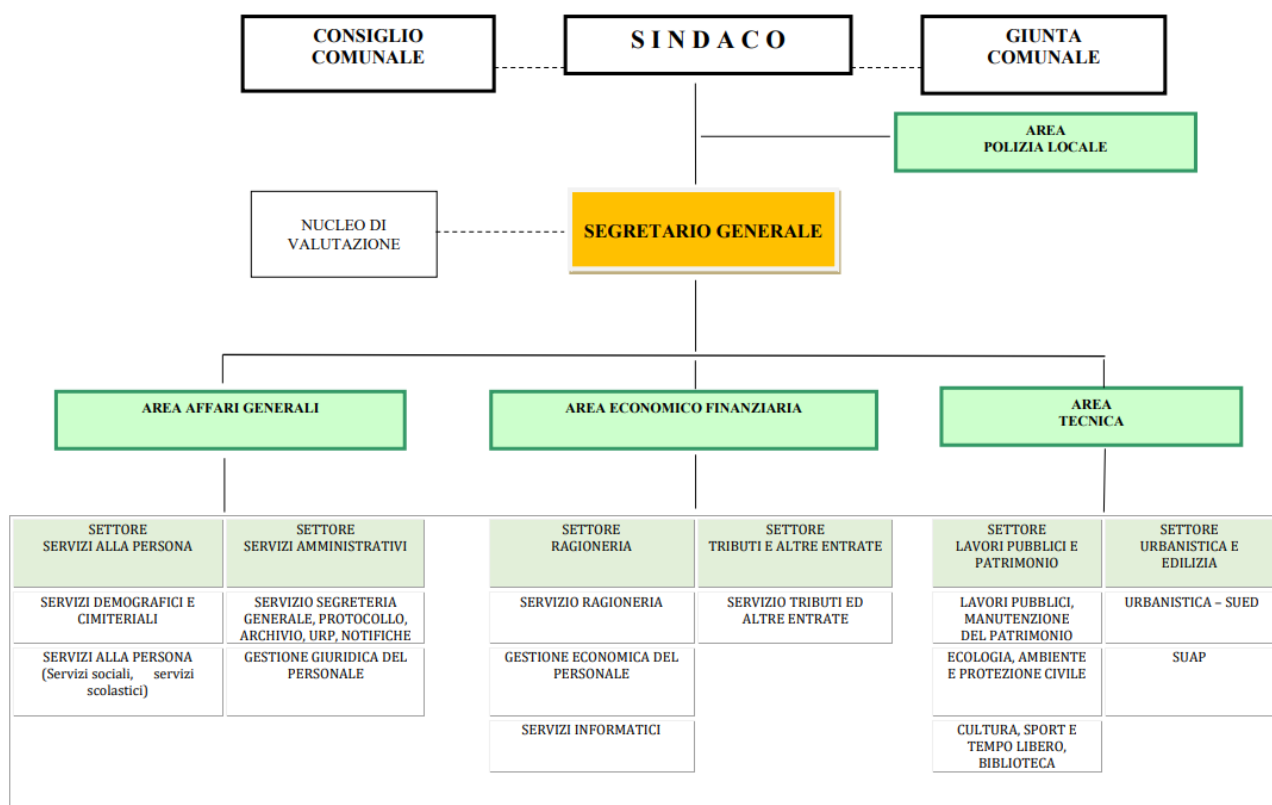 CONSIGLIO
COMUNALE
S I N D A C O
GIUNTA
COMUNALE
AREA
POLIZIA LOCALE
NUCLEO DI
VALUTAZIONE
SEGRETARIO GENERALE
AREA AFFARI GENERALI
AREA ECONOMICO FINANZIARIA
AREA
TECNICA
SETTORE
SERVIZI ALLA PERSONA
SETTORE
SERVIZI AMMINISTRATIVI
SETTORE
RAGIONERIA
SETTORE
TRIBUTI E ALTRE ENTRATE
SETTORE
LAVORI PUBBLICI E
PATRIMONIO
SETTORE
URBANISTICA E
EDILIZIA
SERVIZI DEMOGRAFICI E
CIMITERIALI
SERVIZIO SEGRETERIA
GENERALE, PROTOCOLLO,
ARCHIVIO, URP, NOTIFICHE
SERVIZIO RAGIONERIA
SERVIZIO TRIBUTI ED
ALTRE ENTRATE
LAVORI PUBBLICI,
MANUTENZIONE
DEL PATRIMONIO
URBANISTICA – SUED
SERVIZI ALLA PERSONA
(Servizi sociali, servizi
scolastici)
GESTIONE GIURIDICA DEL
PERSONALE
GESTIONE ECONOMICA DEL
PERSONALE
ECOLOGIA, AMBIENTE
E PROTEZIONE CIVILE
SUAP
SERVIZI INFORMATICI
CULTURA, SPORT E
TEMPO LIBERO,
BIBLIOTECA